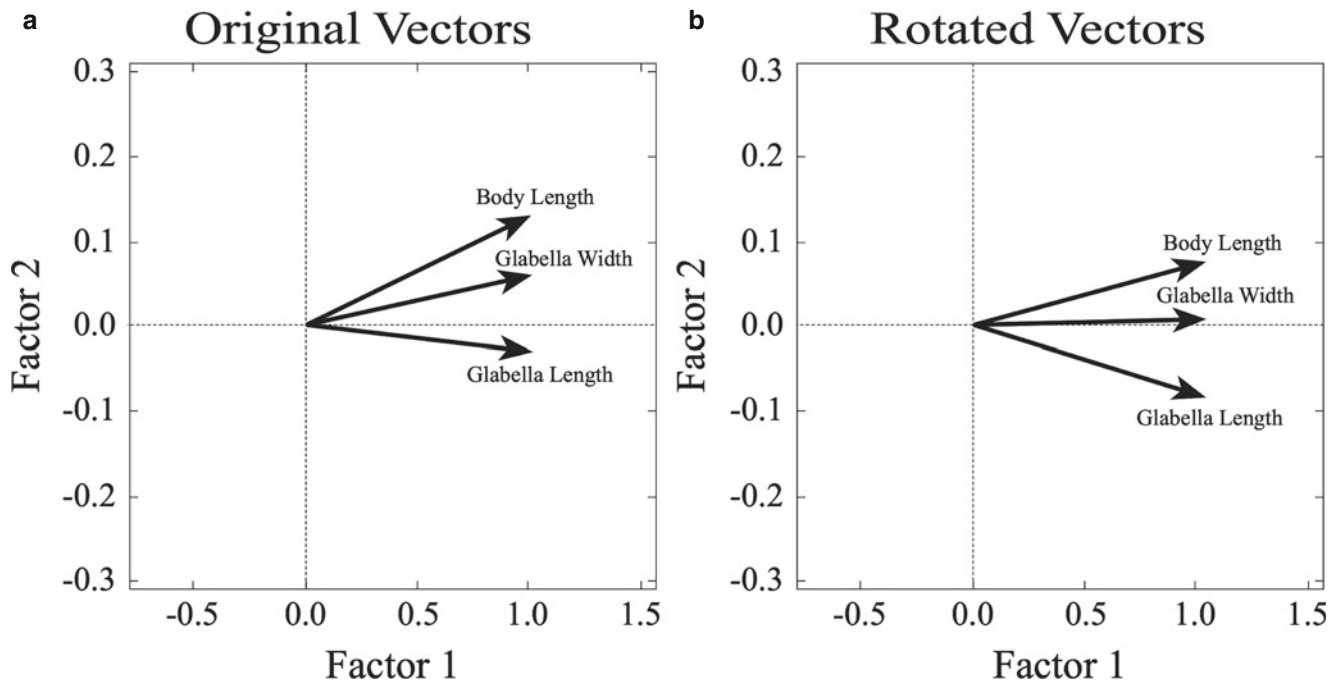 a
Original Vectors
0.3
0.2
0.1
0.0
-0.1
-0.2
-0.3
Factor 2
Body Length
Glabella Width
Glabella Length
-0.5
0.0
0.5
1.0
1.5
Factor 1
b
Rotated Vectors
0.3
0.2
0.1
0.0
-0.1
-0.2
-0.3
Factor 2
Body Length
Glabella Width
Glabella Length
-0.5
0.0
0.5
1.0
1.5
Factor 1